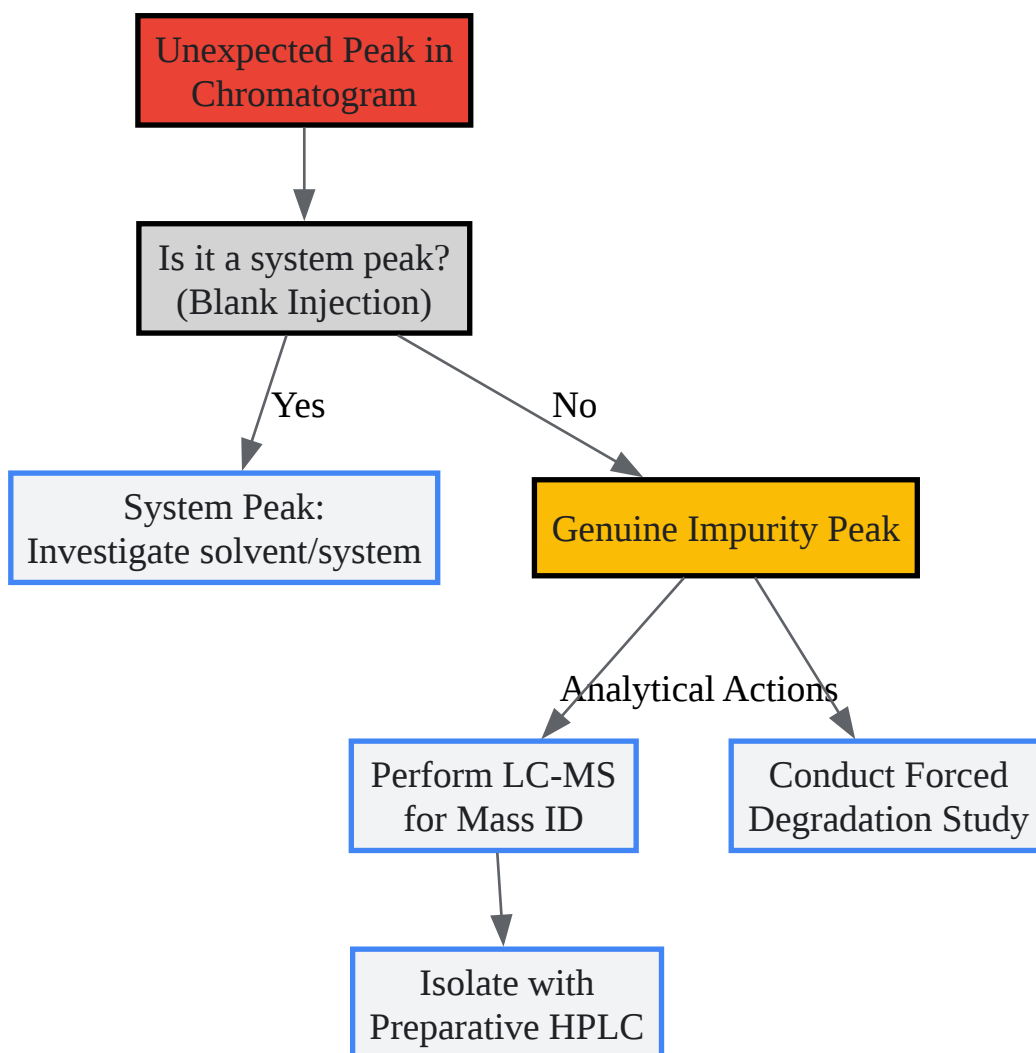 Unexpected Peak in
Chromatogram
Is it a system peak?
(Blank Injection)
Yes
No
System Peak:
Investigate solvent/system
Genuine Impurity Peak
Analytical Actions
Perform LC-MS
for Mass ID
Conduct Forced
Degradation Study
Isolate with
Preparative HPLC